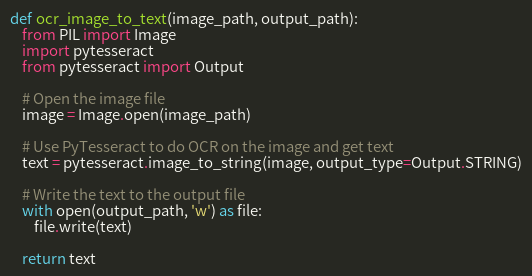 def ocr_image_to_text(image_path, output_path):
    from PIL import Image
    import pytesseract
    from pytesseract import Output

    # Open the image file
    image = Image.open(image_path)

    # Use PyTesseract to do OCR on the image and get text
    text = pytesseract.image_to_string(image, output_type=Output.STRING)

    # Write the text to the output file
    with open(output_path, 'w') as file:
        file.write(text)

    return text